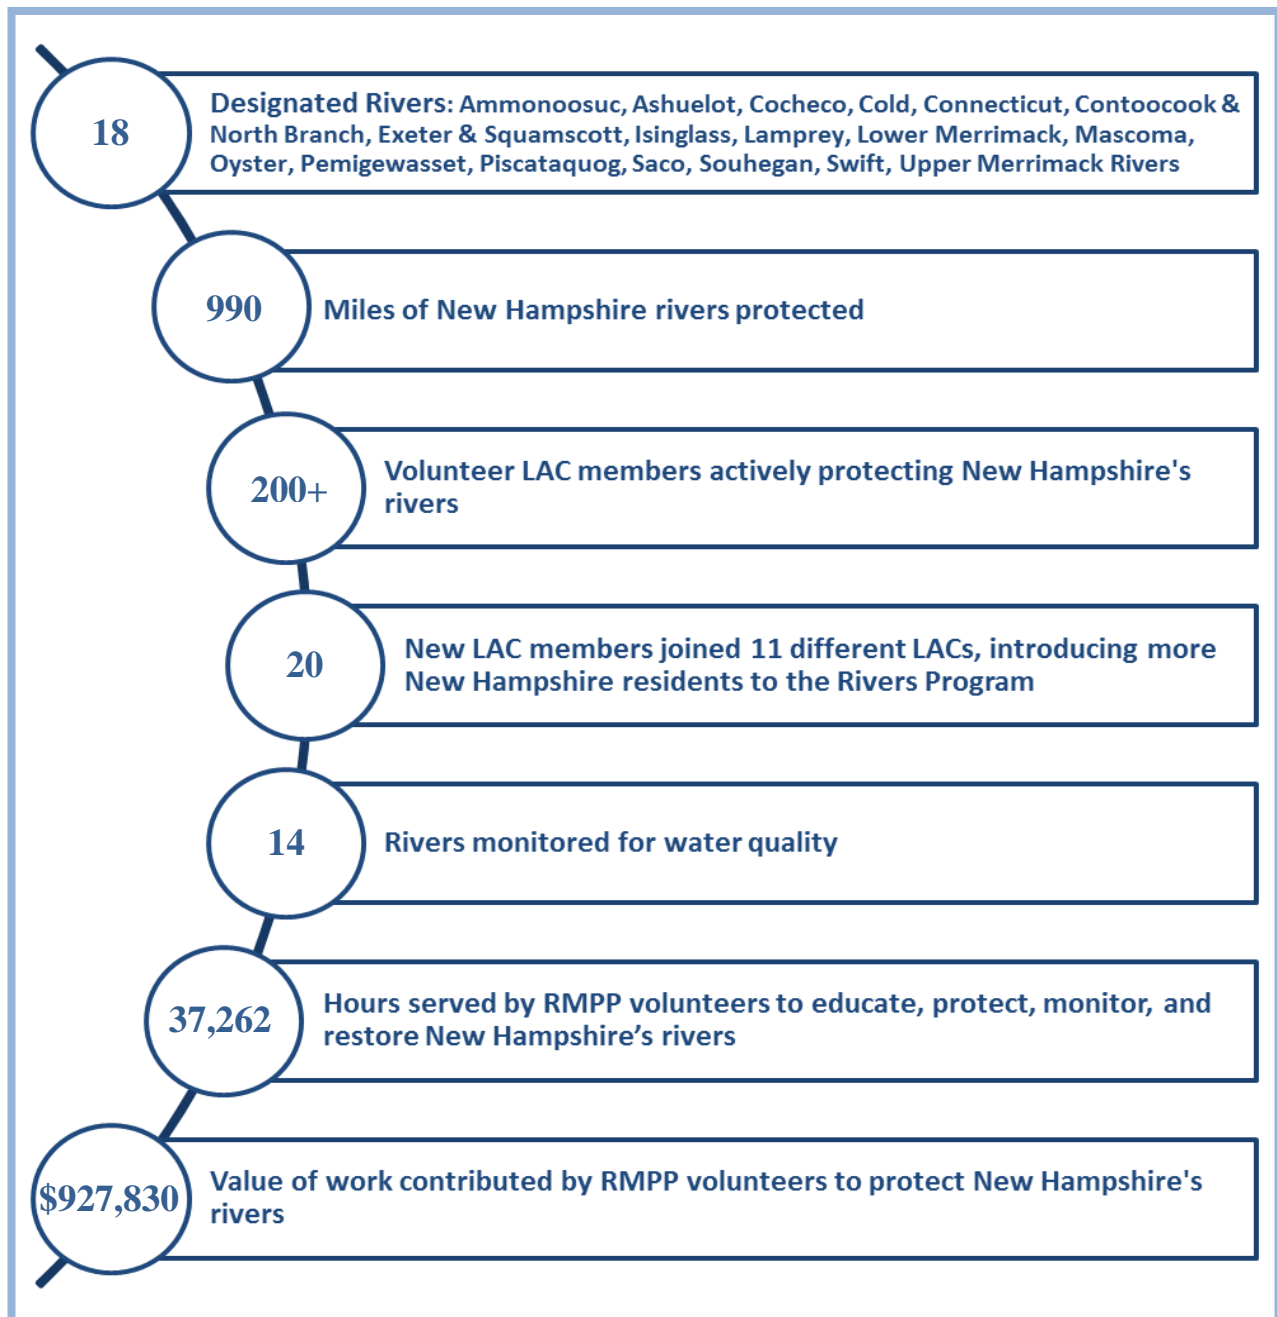 18
Designated Rivers: Ammonoosuc, Ashuelot, Cocheco, Cold, Connecticut, Contoocook &
North Branch, Exeter & Squamscott, Isinglass, Lamprey, Lower Merrimack, Mascoma,
Oyster, Pemigewasset, Piscataquog, Saco, Souhegan, Swift, Upper Merrimack Rivers
990
Miles of New Hampshire rivers protected
200+
Volunteer LAC members actively protecting New Hampshire's
rivers
20
New LAC members joined 11 different LACs, introducing more
New Hampshire residents to the Rivers Program
14
Rivers monitored for water quality
37,262
Hours served by RMPP volunteers to educate, protect, monitor, and
restore New Hampshire’s rivers
$927,830
Value of work contributed by RMPP volunteers to protect New Hampshire's
rivers